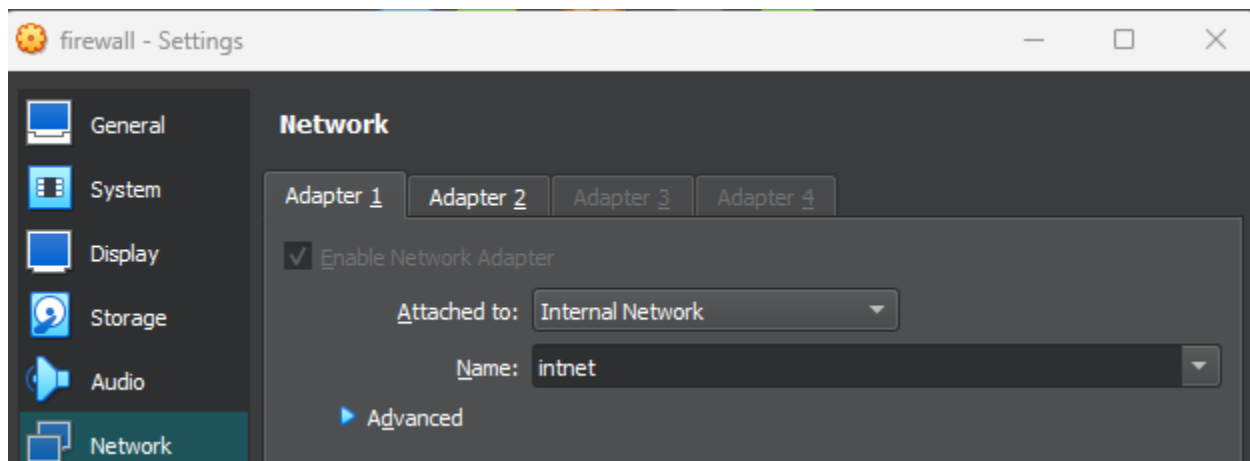 firewall - Settings
General
System
Display
Storage
Audio
Network
Network
Adapter 1 Adapter 2 Adapter 3 Adapter 4
Enable Network Adapter
Attached to: Internal Network
Name: intnet
Advanced